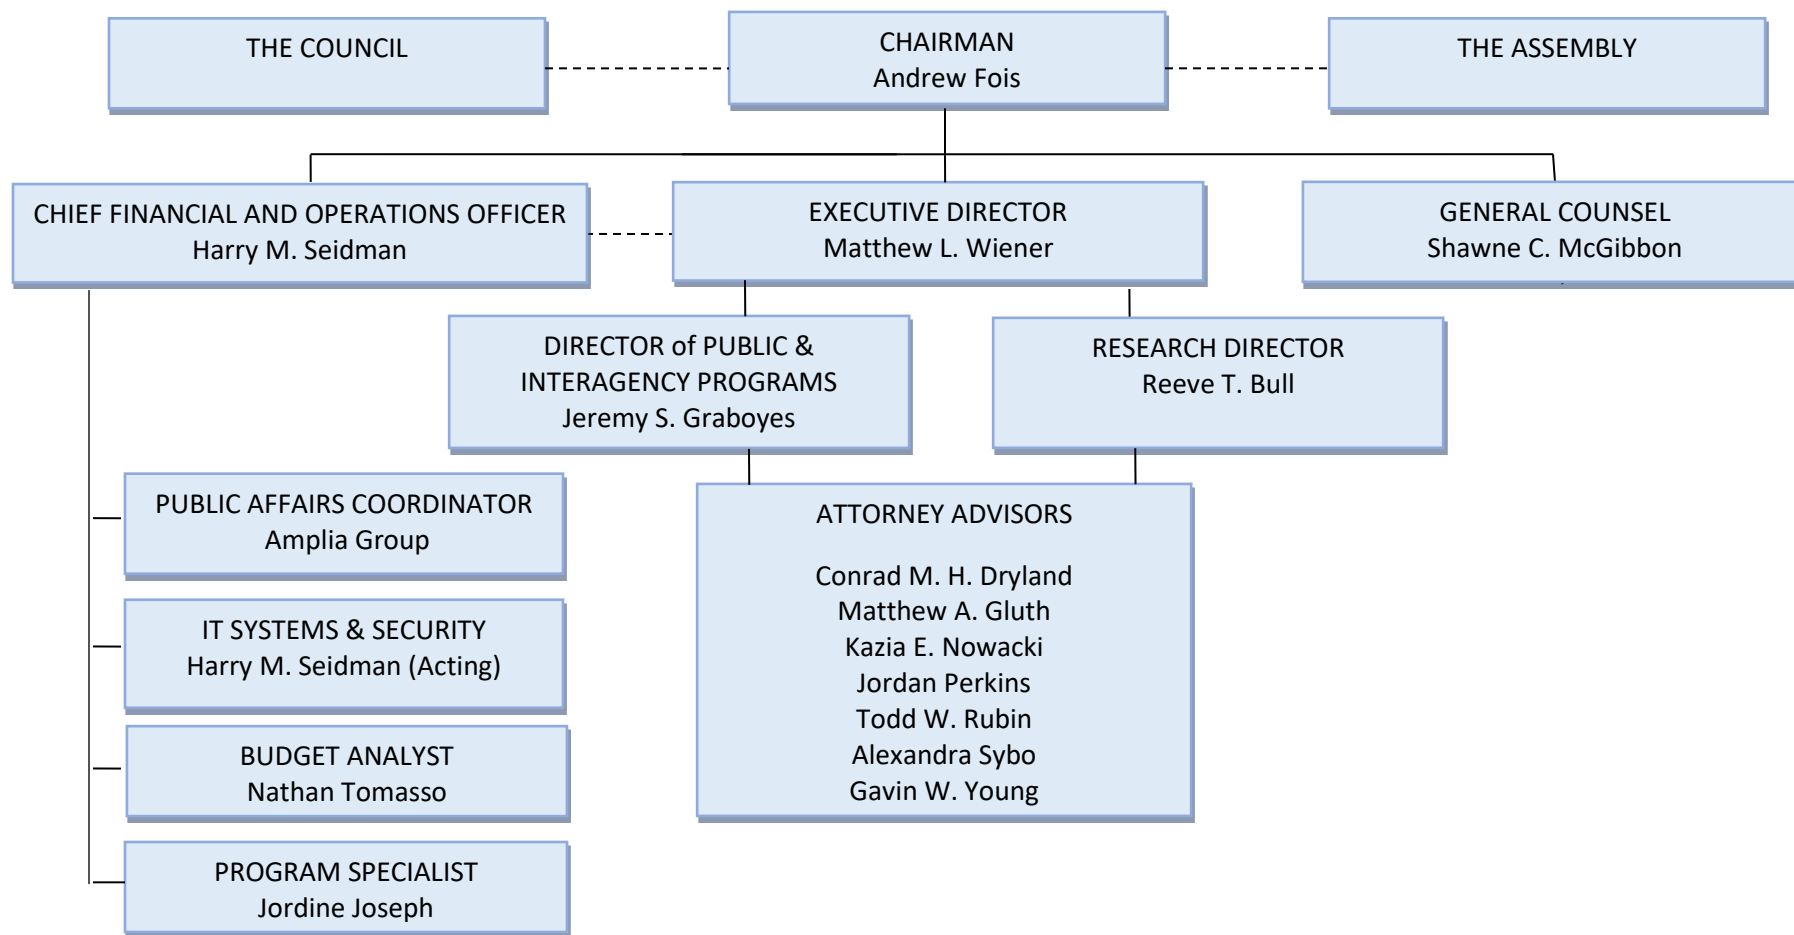 THE COUNCIL
CHAIRMAN
Andrew Fois
THE ASSEMBLY
CHIEF FINANCIAL AND OPERATIONS OFFICER
Harry M. Seidman
EXECUTIVE DIRECTOR
Matthew L. Wiener
GENERAL COUNSEL
Shawne C. McGibbon
DIRECTOR of PUBLIC &
INTERAGENCY PROGRAMS
Jeremy S. Graboyes
RESEARCH DIRECTOR
Reeve T. Bull
PUBLIC AFFAIRS COORDINATOR
Amplia Group
IT SYSTEMS & SECURITY
Harry M. Seidman (Acting)
BUDGET ANALYST
Nathan Tomasso
PROGRAM SPECIALIST
Jordine Joseph
ATTORNEY ADVISORS
Conrad M. H. Dryland
Matthew A. Gluth
Kazia E. Nowacki
Jordan Perkins
Todd W. Rubin
Alexandra Sybo
Gavin W. Young